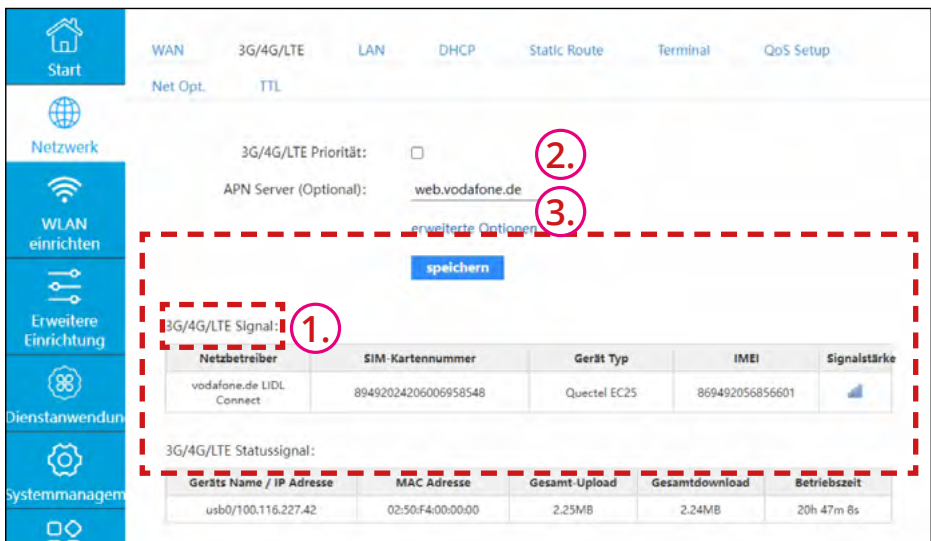 Start
Netzwerk
WLAN
einrichten
Erweitere
Einrichtung
Dienstanwendun
Systemmanagem
WAN 3G/4G/LTE LAN DHCP Static Route Terminal QoS Setup
Net Opt. TTL
3G/4G/LTE Priorität:
2.
APN Server (Optional): web.vodafone.de
3.
erweiterte Optionen
speichern
3G/4G/LTE Signal:
1.
Netzbetreiber SIM-Kartennummer Gerät Typ IMEI Signalstärke
vodafone.de LIDL
Connect 89492024206006958548 Quectel EC25 869492056856601
3G/4G/LTE Statussignal:
Geräts Name / IP Adresse MAC Adresse Gesamt-Upload Gesamtdownload Betriebszeit
usb0/100.116.227.42 02:50:F4:00:00:00 2.25MB 2.24MB 20h 47m 8s